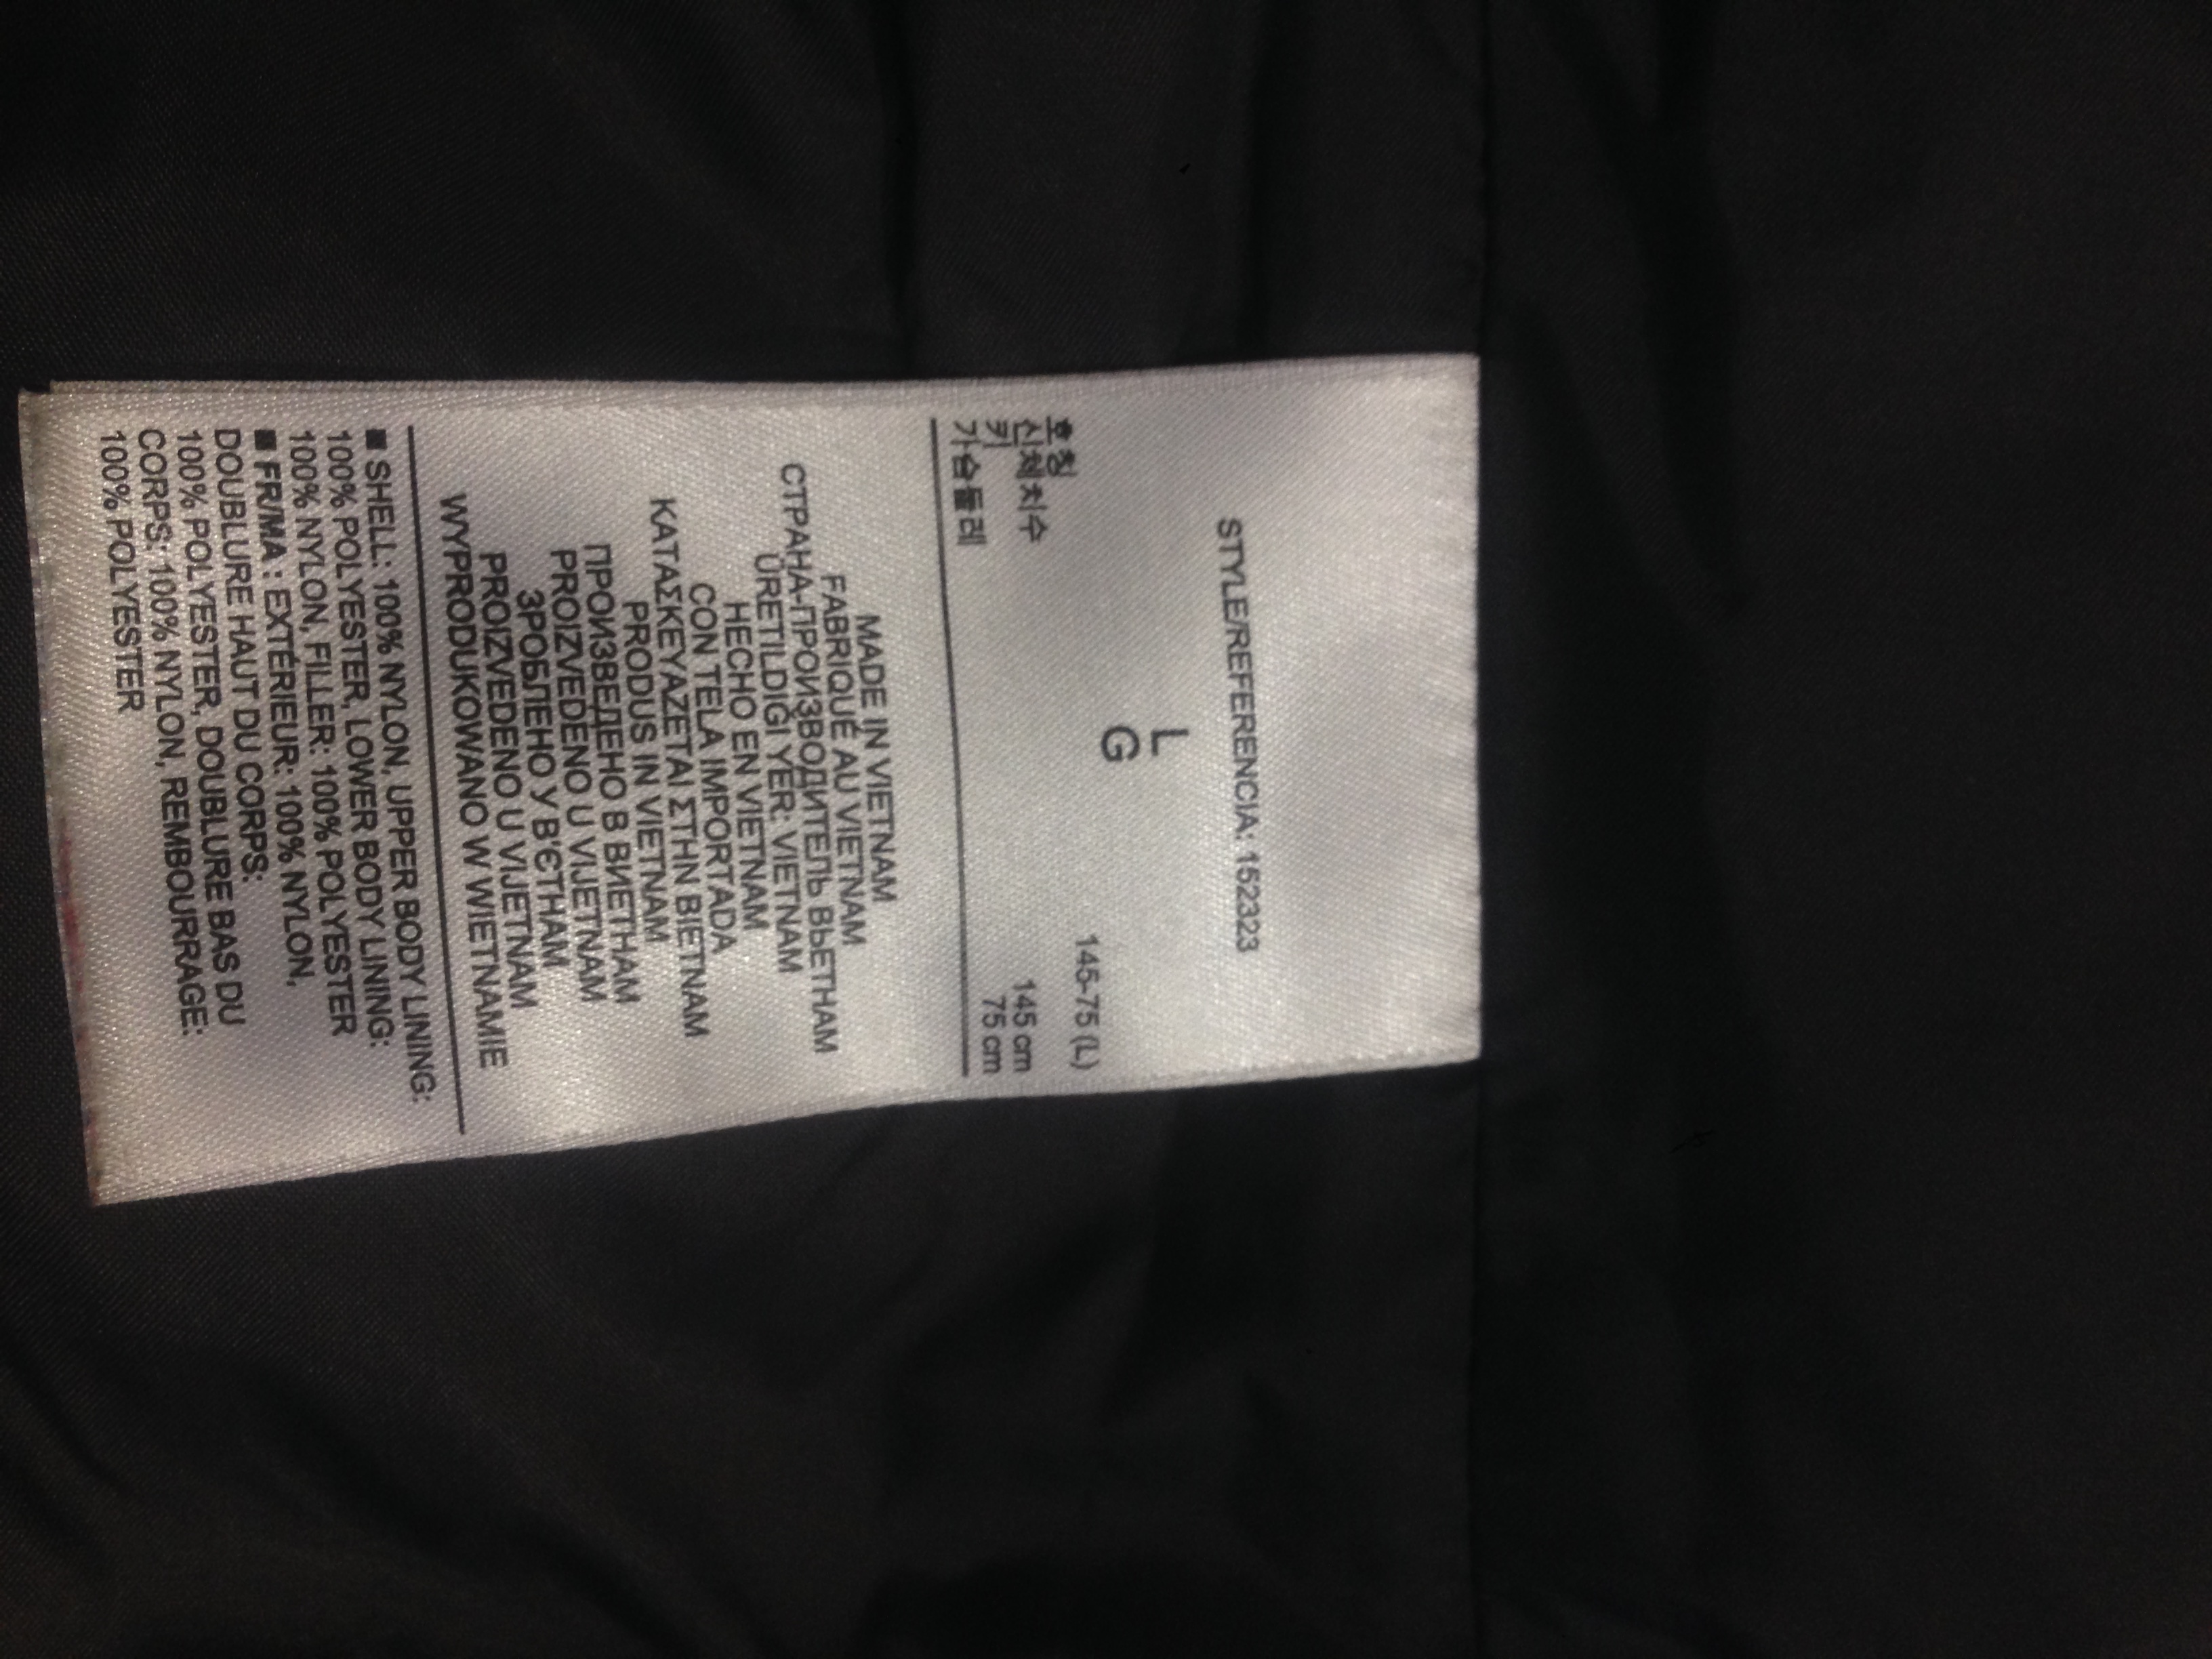 STYLE/REFERENCIA: 152323
L
G
호칭 145-75 (L)
신체치수
키 145 cm
가슴둘레 75 cm
MADE IN VIETNAM
FABRIQUÉ AU VIETNAM
СТРАНА-ПРОИЗВОДИТЕЛЬ ВЬЕТНАМ
ÜRETILDIĞI YER: VIETNAM
HECHO EN VIETNAM
CON TELA IMPORTADA
ΚΑΤΑΣΚΕΥΑΖΕΤΑΙ ΣΤΗΝ ΒΙΕΤΝΑΜ
PRODUS IN VIETNAM
ПРОИЗВЕДЕНО В ВИЕТНАМ
PROIZVEDENO U VIJETNAM
ЗРОБЛЕНО У В'ЄТНАМ
PROIZVEDENO U VIJETNAM
WYPRODUKOWANO W WIETNAMIE
■ SHELL: 100% NYLON, UPPER BODY LINING:
100% POLYESTER, LOWER BODY LINING:
100% NYLON, FILLER: 100% POLYESTER
■ FR/MA : EXTÉRIEUR: 100% NYLON,
DOUBLURE HAUT DU CORPS:
100% POLYESTER, DOUBLURE BAS DU
CORPS: 100% NYLON, REMBOURRAGE:
100% POLYESTER